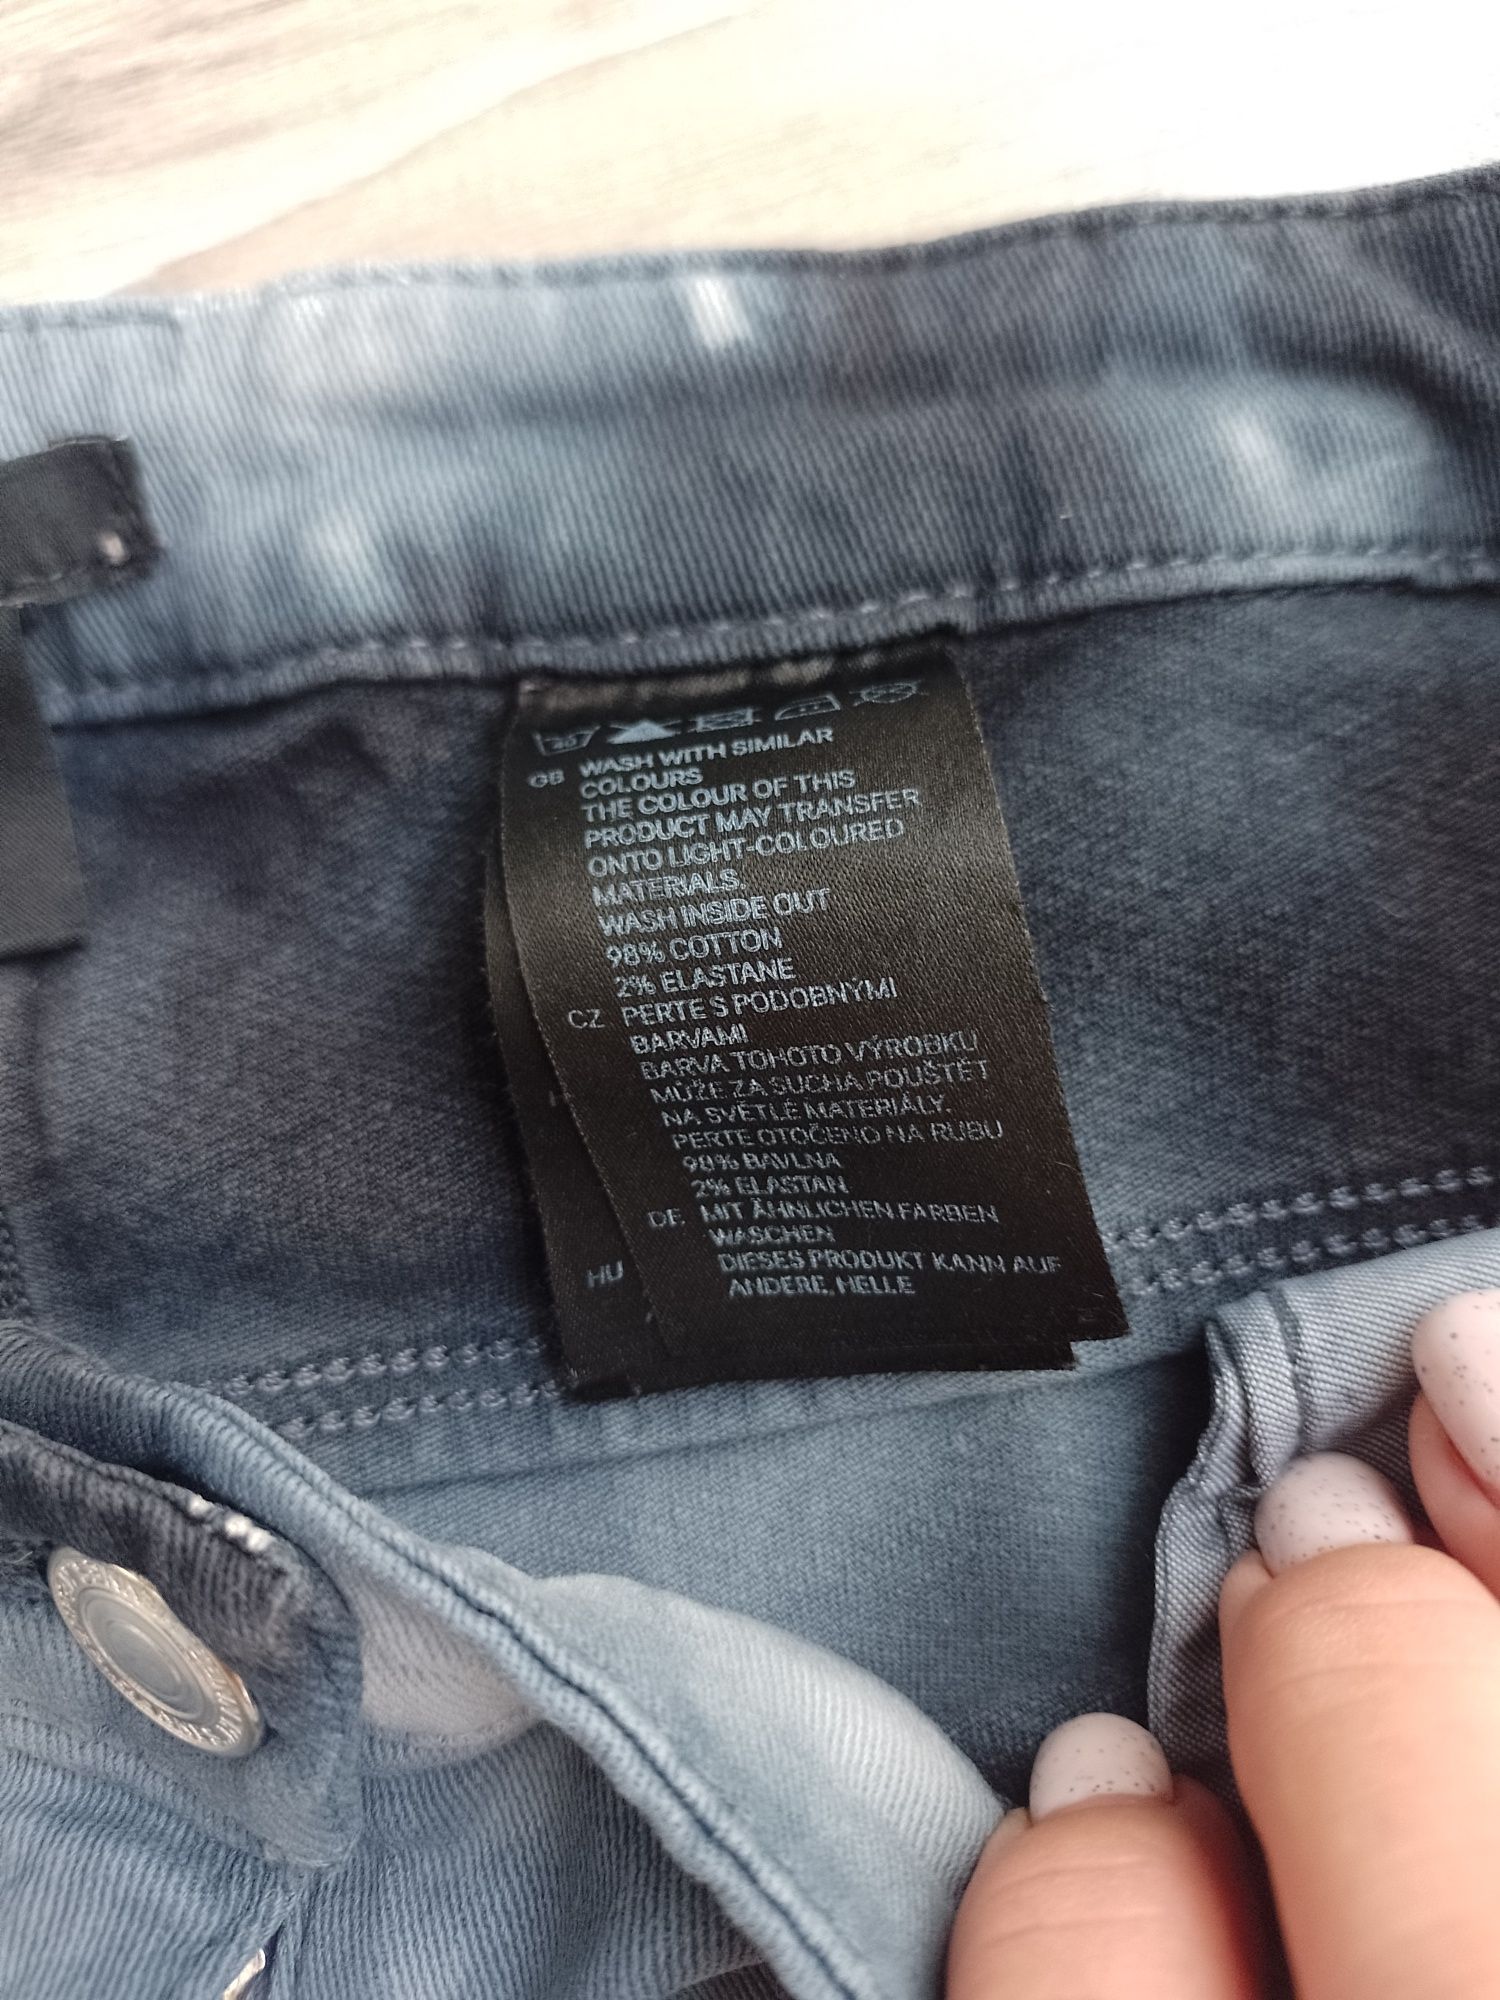 GB WASH WITH SIMILAR
COLOURS
THE COLOUR OF THIS
PRODUCT MAY TRANSFER
ONTO LIGHT-COLOURED
MATERIALS.
WASH INSIDE OUT
98% COTTON
2% ELASTANE
CZ PERTE S PODOBNÝMI
BARVAMI
BARVA TOHOTO VÝROBKU
MŮŽE ZA SUCHA POUŠTĚT
NA SVĚTLÉ MATERIÁLY.
PERTE OTOČENO NA RUBU
98% BAVLNA
2% ELASTAN
DE MIT ÄHNLICHEN FARBEN
WASCHEN
DIESES PRODUKT KANN AUF
ANDERE, HELLE
HU